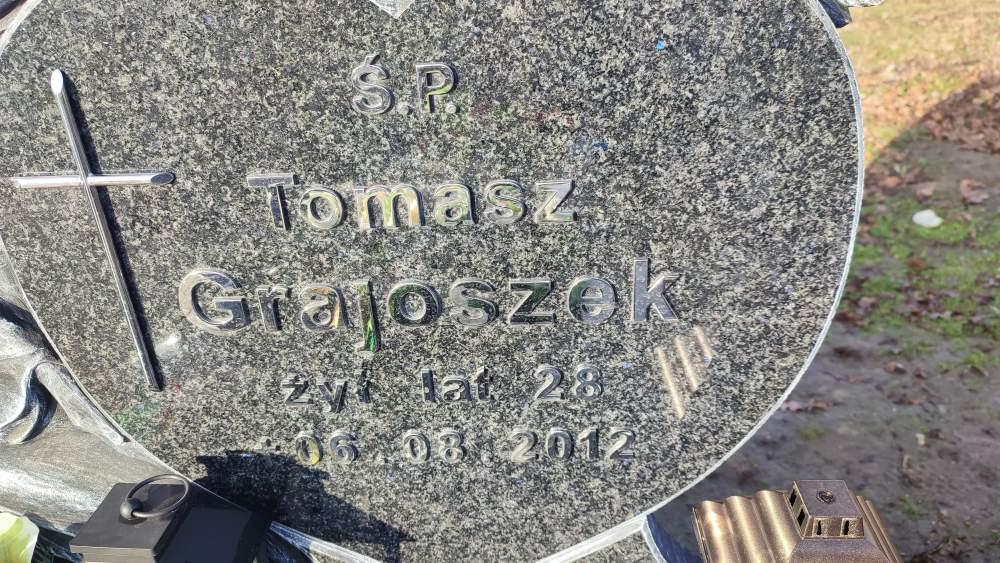 Ś.P.
Tomasz
Grajoszek
żył lat 28
+ 06.08.2012